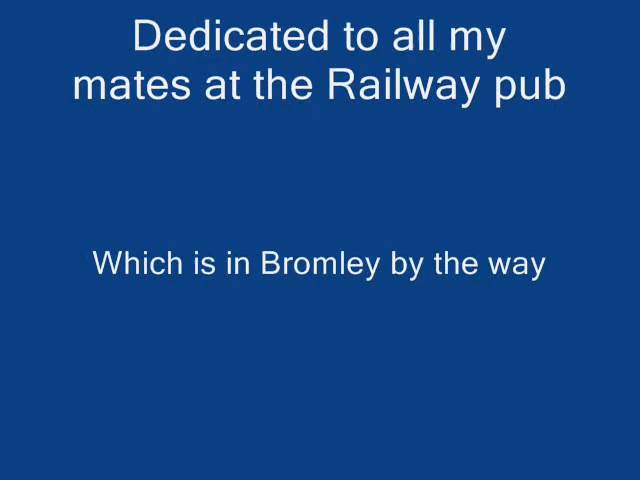 Dedicated to all my
mates at the Railway pub
Which is in Bromley by the way